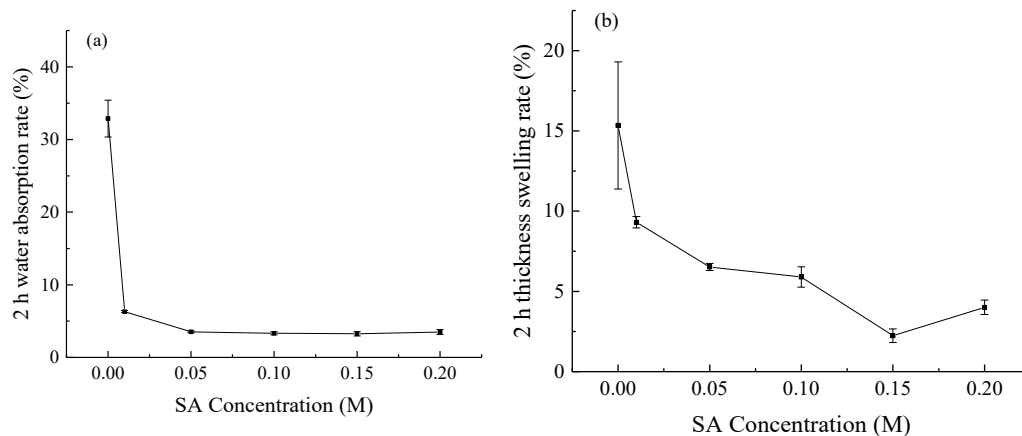 (a)
2 h water absorption rate (%)
40
30
20
10
0
0.00 0.05 0.10 0.15 0.20
SA Concentration (M)
(b)
2 h thickness swelling rate (%)
20
15
10
5
0
0.00 0.05 0.10 0.15 0.20
SA Concentration (M)